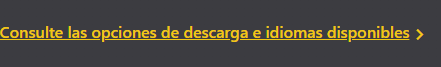 Consulte las opciones de descarga e idiomas disponibles >